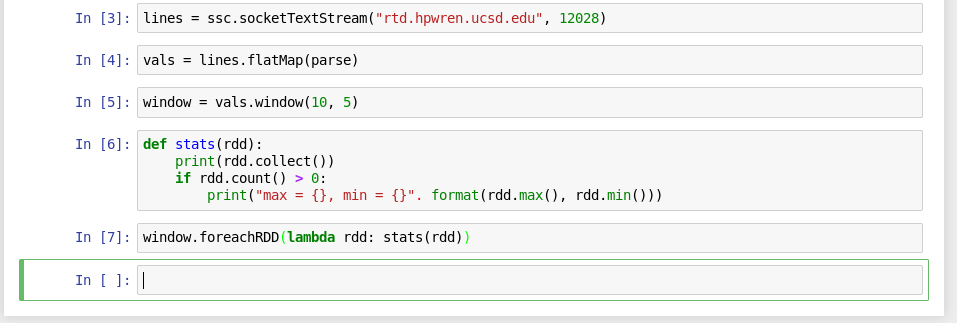 In [3]: lines = ssc.socketTextStream("rtd.hpwren.ucsd.edu", 12028)
In [4]: vals = lines.flatMap(parse)
In [5]: window = vals.window(10, 5)
In [6]: def stats(rdd):
    print(rdd.collect())
    if rdd.count() > 0:
        print("max = {}, min = {}". format(rdd.max(), rdd.min()))
In [7]: window.foreachRDD(lambda rdd: stats(rdd))
In [ ]: